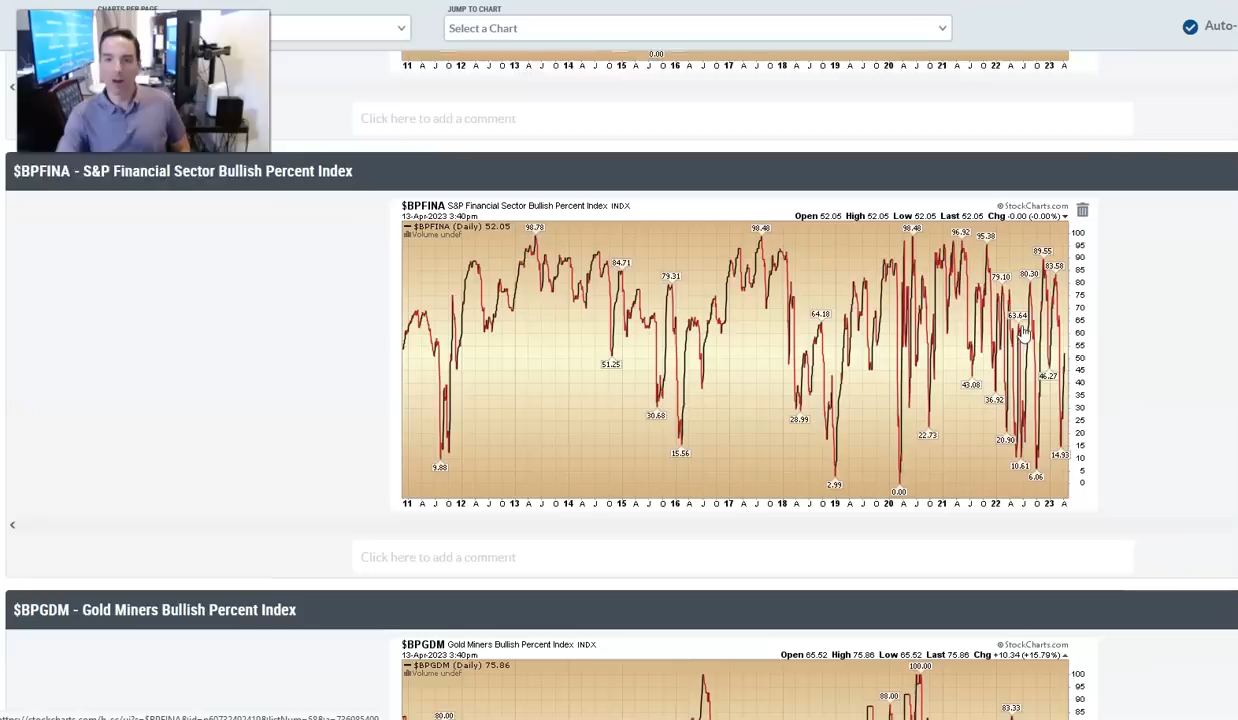 CHARTS PER PAGE
JUMP TO CHART
Select a Chart
Auto-
0.00
11 A J O 12 A J O 13 A J O 14 A J O 15 A J O 16 A J O 17 A J O 18 A J O 19 A J O 20 A J O 21 A J O 22 A J O 23 A
Click here to add a comment
$BPFINA - S&P Financial Sector Bullish Percent Index
$BPFINA S&P Financial Sector Bullish Percent Index INDX
© StockCharts.com
13-Apr-2023 3:40pm
Open 52.05 High 52.05 Low 52.05 Last 52.05 Chg -0.00 (-0.00%)
$BPFINA (Daily) 52.05
Volume undef
98.78
98.48
98.48
96.92
95.38
89.55
84.71
83.58
80.30
79.31
79.10
64.18
63.64
51.25
46.27
43.08
36.92
30.68
28.99
22.73
20.90
15.56
14.93
10.61
9.88
6.06
2.99
0.00
100
95
90
85
80
75
70
65
60
55
50
45
40
35
30
25
20
15
10
5
0
11 A J O 12 A J O 13 A J O 14 A J O 15 A J O 16 A J O 17 A J O 18 A J O 19 A J O 20 A J O 21 A J O 22 A J O 23 A
Click here to add a comment
$BPGDM - Gold Miners Bullish Percent Index
$BPGDM Gold Miners Bullish Percent Index INDX
© StockCharts.com
13-Apr-2023 3:40pm
Open 65.52 High 75.86 Low 65.52 Last 75.86 Chg +10.34 (+15.79%)
$BPGDM (Daily) 75.86
Volume undef
100.00
88.00
83.33
80.00
100
95
90
85